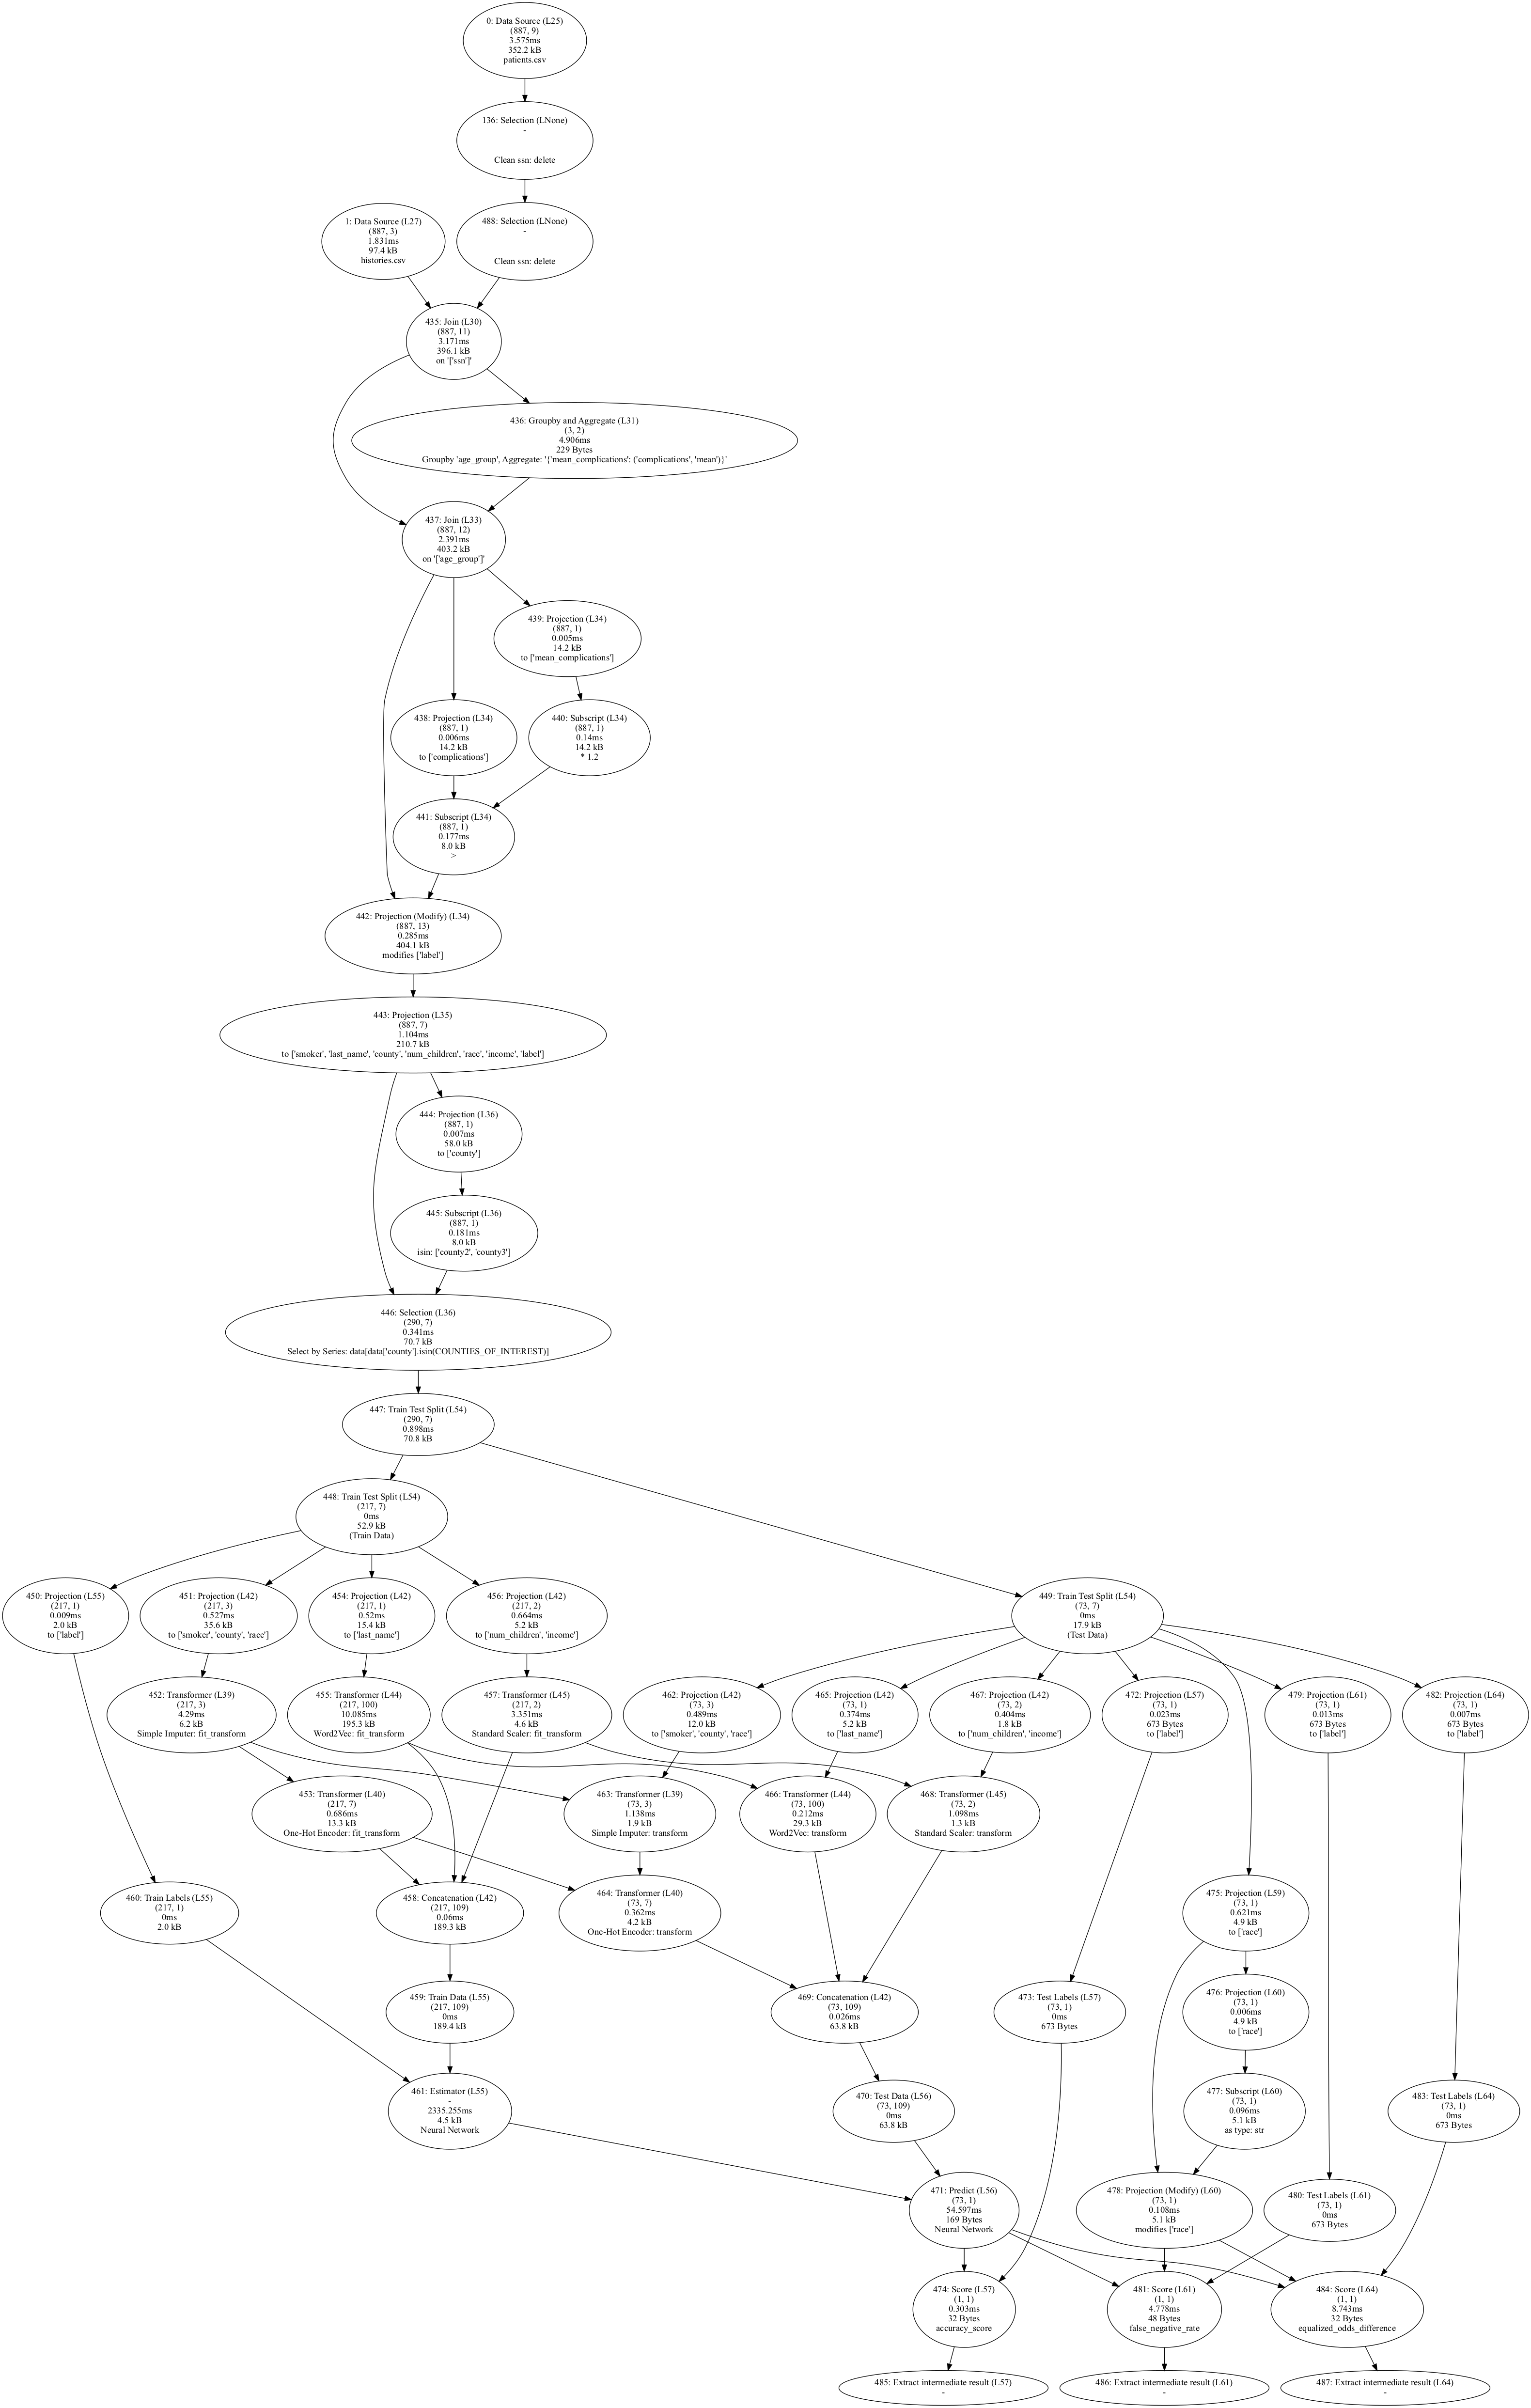 0: Data Source (L25)
(887, 9)
3.575ms
352.2 kB
patients.csv
136: Selection (LNone)
-
Clean ssn: delete
1: Data Source (L27)
(887, 3)
1.831ms
97.4 kB
histories.csv
488: Selection (LNone)
-
Clean ssn: delete
435: Join (L30)
(887, 11)
3.171ms
396.1 kB
on '['ssn']'
436: Groupby and Aggregate (L31)
(3, 2)
4.906ms
229 Bytes
Groupby 'age_group', Aggregate: '{'mean_complications': ('complications', 'mean')}'
437: Join (L33)
(887, 12)
2.391ms
403.2 kB
on '['age_group']'
439: Projection (L34)
(887, 1)
0.005ms
14.2 kB
to ['mean_complications']
438: Projection (L34)
(887, 1)
0.006ms
14.2 kB
to ['complications']
440: Subscript (L34)
(887, 1)
0.14ms
14.2 kB
* 1.2
441: Subscript (L34)
(887, 1)
0.177ms
8.0 kB
>
442: Projection (Modify) (L34)
(887, 13)
0.285ms
404.1 kB
modifies ['label']
443: Projection (L35)
(887, 7)
1.104ms
210.7 kB
to ['smoker', 'last_name', 'county', 'num_children', 'race', 'income', 'label']
444: Projection (L36)
(887, 1)
0.007ms
58.0 kB
to ['county']
445: Subscript (L36)
(887, 1)
0.181ms
8.0 kB
isin: ['county2', 'county3']
446: Selection (L36)
(290, 7)
0.341ms
70.7 kB
Select by Series: data[data['county'].isin(COUNTIES_OF_INTEREST)]
447: Train Test Split (L54)
(290, 7)
0.898ms
70.8 kB
448: Train Test Split (L54)
(217, 7)
0ms
52.9 kB
(Train Data)
450: Projection (L55)
(217, 1)
0.009ms
2.0 kB
to ['label']
451: Projection (L42)
(217, 3)
0.527ms
35.6 kB
to ['smoker', 'county', 'race']
454: Projection (L42)
(217, 1)
0.52ms
15.4 kB
to ['last_name']
456: Projection (L42)
(217, 2)
0.664ms
5.2 kB
to ['num_children', 'income']
449: Train Test Split (L54)
(73, 7)
0ms
17.9 kB
(Test Data)
452: Transformer (L39)
(217, 3)
4.29ms
6.2 kB
Simple Imputer: fit_transform
455: Transformer (L44)
(217, 100)
10.085ms
195.3 kB
Word2Vec: fit_transform
457: Transformer (L45)
(217, 2)
3.351ms
4.6 kB
Standard Scaler: fit_transform
462: Projection (L42)
(73, 3)
0.489ms
12.0 kB
to ['smoker', 'county', 'race']
465: Projection (L42)
(73, 1)
0.374ms
5.2 kB
to ['last_name']
467: Projection (L42)
(73, 2)
0.404ms
1.8 kB
to ['num_children', 'income']
472: Projection (L57)
(73, 1)
0.023ms
673 Bytes
to ['label']
479: Projection (L61)
(73, 1)
0.013ms
673 Bytes
to ['label']
482: Projection (L64)
(73, 1)
0.007ms
673 Bytes
to ['label']
453: Transformer (L40)
(217, 7)
0.686ms
13.3 kB
One-Hot Encoder: fit_transform
463: Transformer (L39)
(73, 3)
1.138ms
1.9 kB
Simple Imputer: transform
466: Transformer (L44)
(73, 100)
0.212ms
29.3 kB
Word2Vec: transform
468: Transformer (L45)
(73, 2)
1.098ms
1.3 kB
Standard Scaler: transform
460: Train Labels (L55)
(217, 1)
0ms
2.0 kB
458: Concatenation (L42)
(217, 109)
0.06ms
189.3 kB
464: Transformer (L40)
(73, 7)
0.362ms
4.2 kB
One-Hot Encoder: transform
475: Projection (L59)
(73, 1)
0.621ms
4.9 kB
to ['race']
459: Train Data (L55)
(217, 109)
0ms
189.4 kB
469: Concatenation (L42)
(73, 109)
0.026ms
63.8 kB
473: Test Labels (L57)
(73, 1)
0ms
673 Bytes
476: Projection (L60)
(73, 1)
0.006ms
4.9 kB
to ['race']
461: Estimator (L55)
-
2335.255ms
4.5 kB
Neural Network
470: Test Data (L56)
(73, 109)
0ms
63.8 kB
477: Subscript (L60)
(73, 1)
0.096ms
5.1 kB
as type: str
483: Test Labels (L64)
(73, 1)
0ms
673 Bytes
471: Predict (L56)
(73, 1)
54.597ms
169 Bytes
Neural Network
478: Projection (Modify) (L60)
(73, 1)
0.108ms
5.1 kB
modifies ['race']
480: Test Labels (L61)
(73, 1)
0ms
673 Bytes
474: Score (L57)
(1, 1)
0.303ms
32 Bytes
accuracy_score
481: Score (L61)
(1, 1)
4.778ms
48 Bytes
false_negative_rate
484: Score (L64)
(1, 1)
8.743ms
32 Bytes
equalized_odds_difference
485: Extract intermediate result (L57)
-
486: Extract intermediate result (L61)
-
487: Extract intermediate result (L64)
-